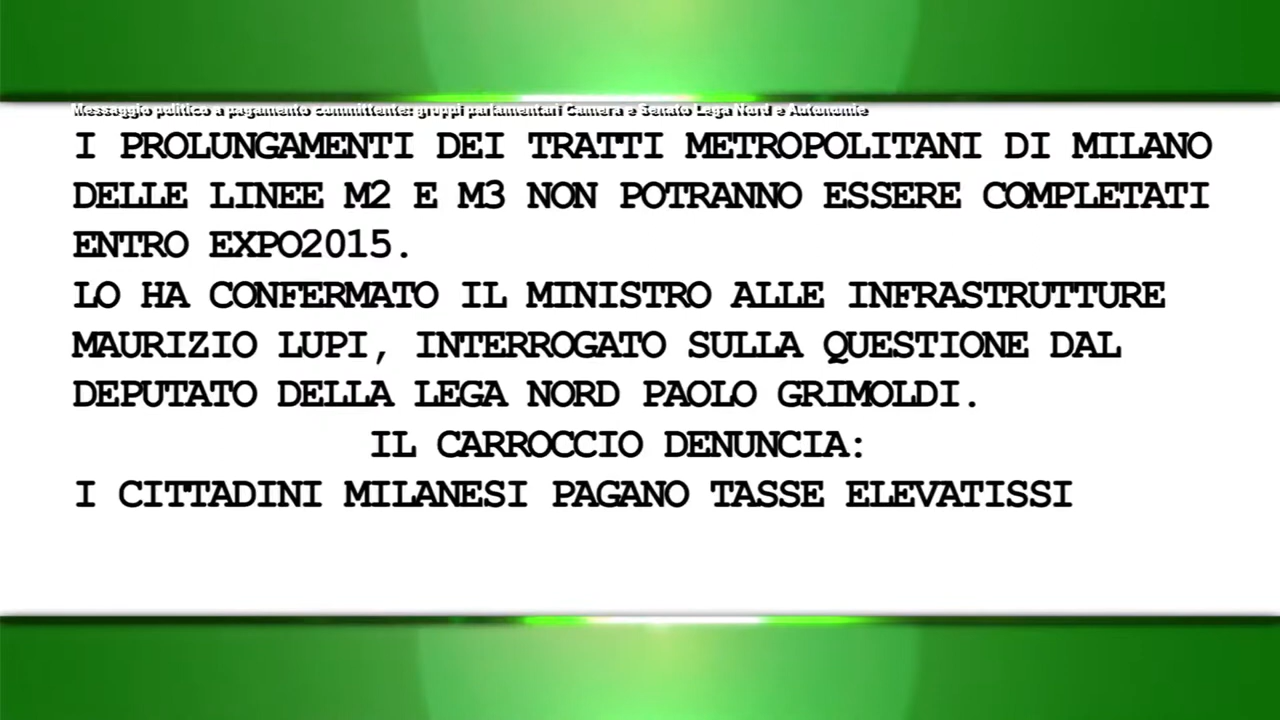 Messaggio politico a pagamento committente: gruppi parlamentari Camera e Senato Lega Nord e Autonomie
I PROLUNGAMENTI DEI TRATTI METROPOLITANI DI MILANO
DELLE LINEE M2 E M3 NON POTRANNO ESSERE COMPLETATI
ENTRO EXPO2015.
LO HA CONFERMATO IL MINISTRO ALLE INFRASTRUTTURE
MAURIZIO LUPI, INTERROGATO SULLA QUESTIONE DAL
DEPUTATO DELLA LEGA NORD PAOLO GRIMOLDI.
IL CARROCCIO DENUNCIA:
I CITTADINI MILANESI PAGANO TASSE ELEVATISSI